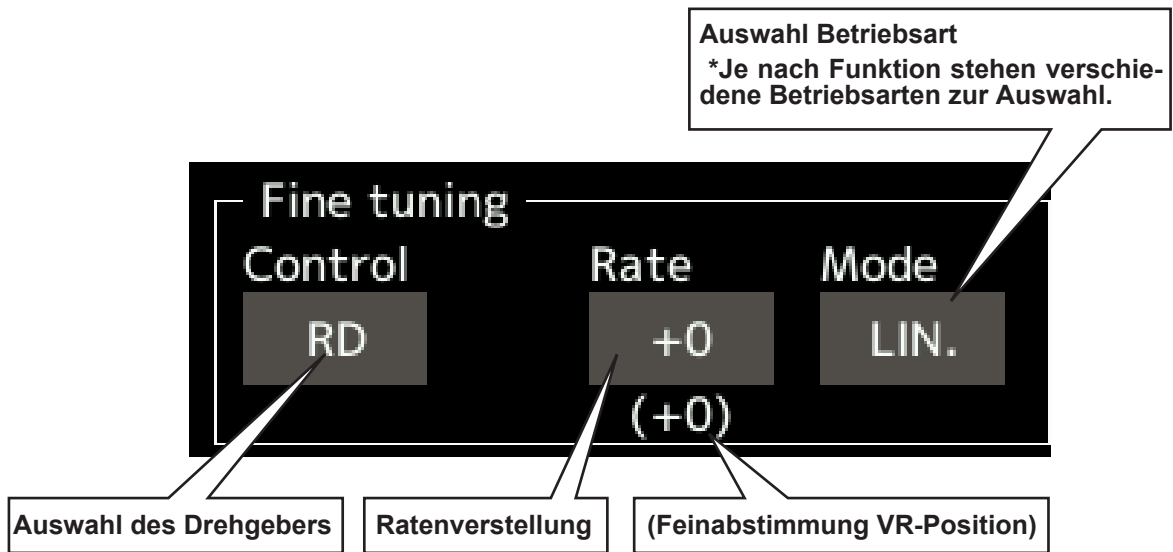 Auswahl Betriebsart
*Je nach Funktion stehen verschie-
dene Betriebsarten zur Auswahl.
Fine tuning
Control Rate Mode
RD +0 LIN.
(+0)
Auswahl des Drehgebers Ratenverstellung (Feinabstimmung VR-Position)